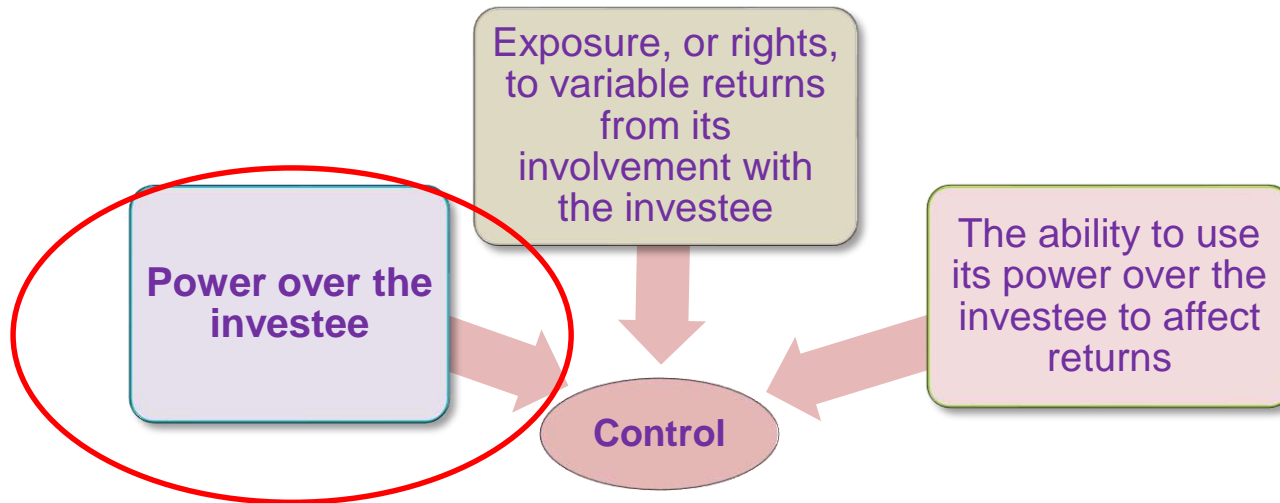 Exposure, or rights,
to variable returns
from its
involvement with
the investee
Power over the
investee
The ability to use
its power over the
investee to affect
returns
Control